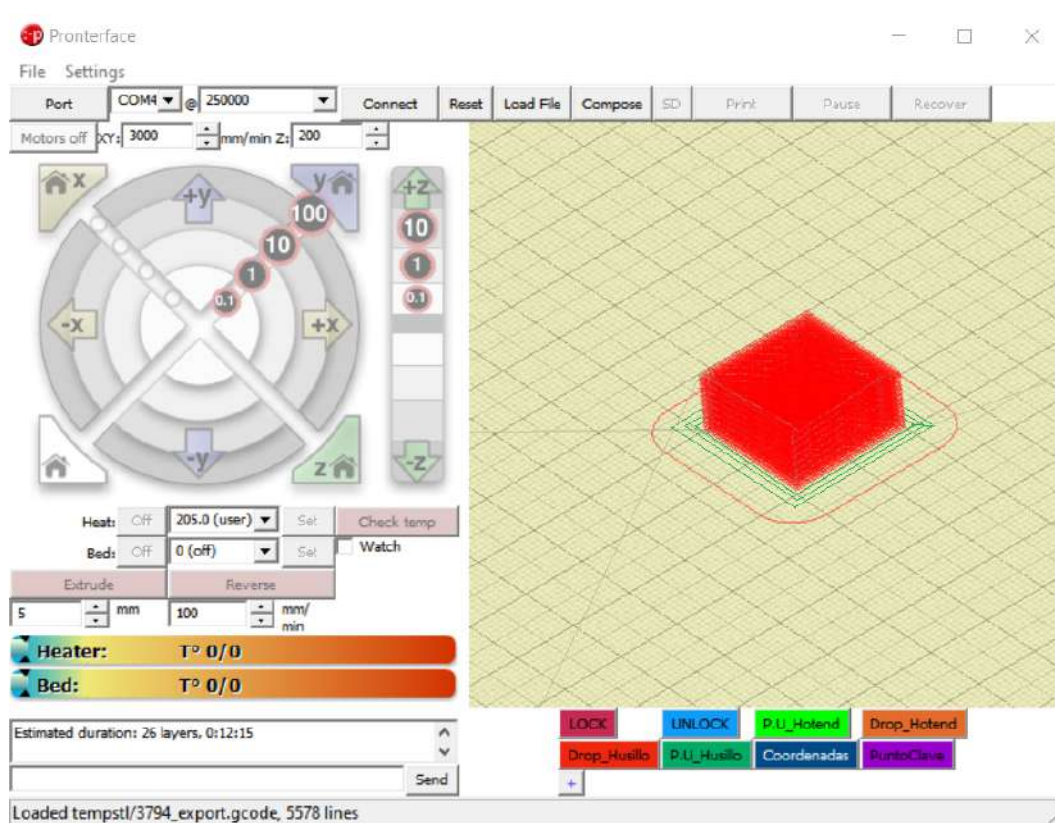 Pronterface
File Settings
Port COM4 @ 250000 Connect Reset Load File Compose SD Print Pause Recover
Motors off XY: 3000 mm/min Z: 200
x +y y +z
100 10
10 1
1 0.1
0.1
-x +x
-y z -z
Heat: Off 205.0 (user) Set Check temp
Bed: Off 0 (off) Set Watch
Extrude Reverse
5 mm 100 mm/
min
Heater: T° 0/0
Bed: T° 0/0
LOCK UNLOCK P.U_Hotend Drop_Hotend
Estimated duration: 26 layers, 0:12:15
Drop_Husillo P.U_Husillo Coordenadas PuntoClave
Send +
Loaded tempstl/3794_export.gcode, 5578 lines